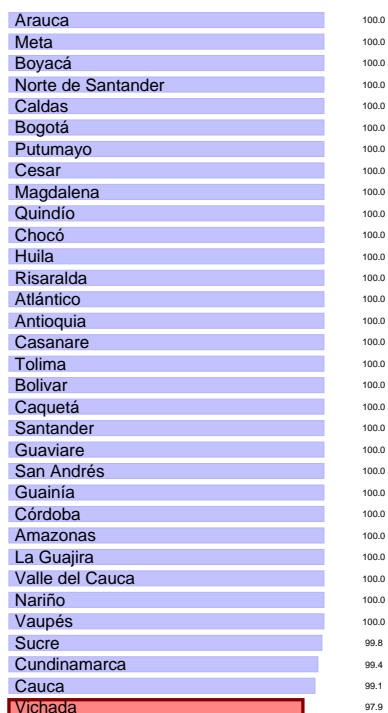 Arauca 100.0
Meta 100.0
Boyacá 100.0
Norte de Santander 100.0
Caldas 100.0
Bogotá 100.0
Putumayo 100.0
Cesar 100.0
Magdalena 100.0
Quindío 100.0
Chocó 100.0
Huila 100.0
Risaralda 100.0
Atlántico 100.0
Antioquia 100.0
Casanare 100.0
Tolima 100.0
Bolivar 100.0
Caquetá 100.0
Santander 100.0
Guaviare 100.0
San Andrés 100.0
Guainía 100.0
Córdoba 100.0
Amazonas 100.0
La Guajira 100.0
Valle del Cauca 100.0
Nariño 100.0
Vaupés 100.0
Sucre 99.8
Cundinamarca 99.4
Cauca 99.1
Vichada 97.9